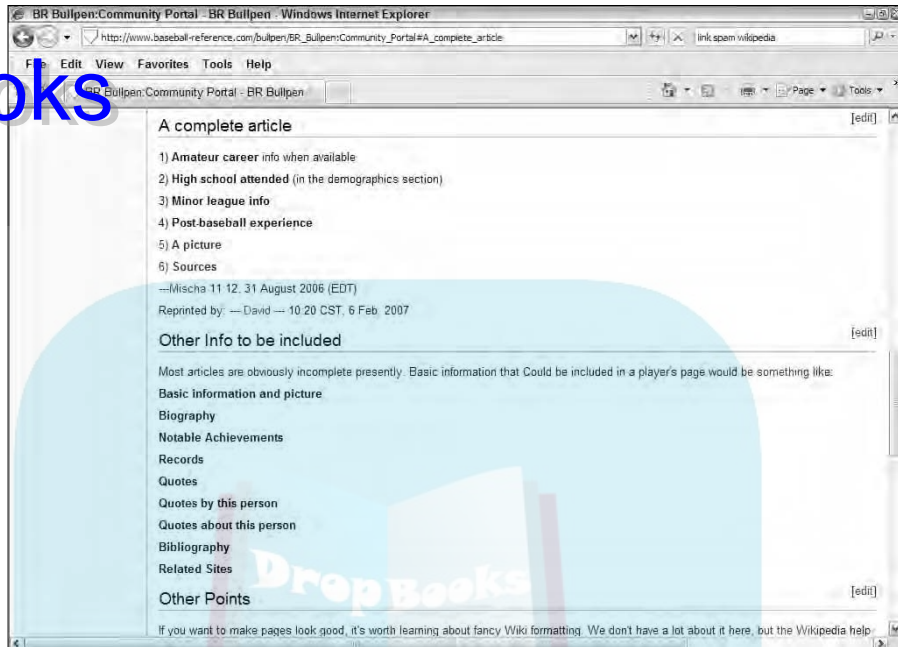 BR Bullpen:Community Portal - BR Bullpen - Windows Internet Explorer
http://www.baseball-reference.com/bullpen/BR_Bullpen:Community_Portal#A_complete_article
link spam wikipedia
Edit View Favorites Tools Help
BR Bullpen:Community Portal - BR Bullpen
Page Tools
oks
A complete article [edit]
1) Amateur career info when available
2) High school attended (in the demographics section)
3) Minor league info
4) Post-baseball experience
5) A picture
6) Sources
---Mischa 11 12, 31 August 2006 (EDT)
Reprinted by: --- David --- 10:20 CST, 6 Feb. 2007
Other Info to be included [edit]
Most articles are obviously incomplete presently. Basic information that Could be included in a player's page would be something like:
Basic information and picture
Biography
Notable Achievements
Records
Quotes
Quotes by this person
Quotes about this person
Bibliography
Related Sites
DropBooks
Other Points [edit]
If you want to make pages look good, it's worth learning about fancy Wiki formatting. We don't have a lot about it here, but the Wikipedia help